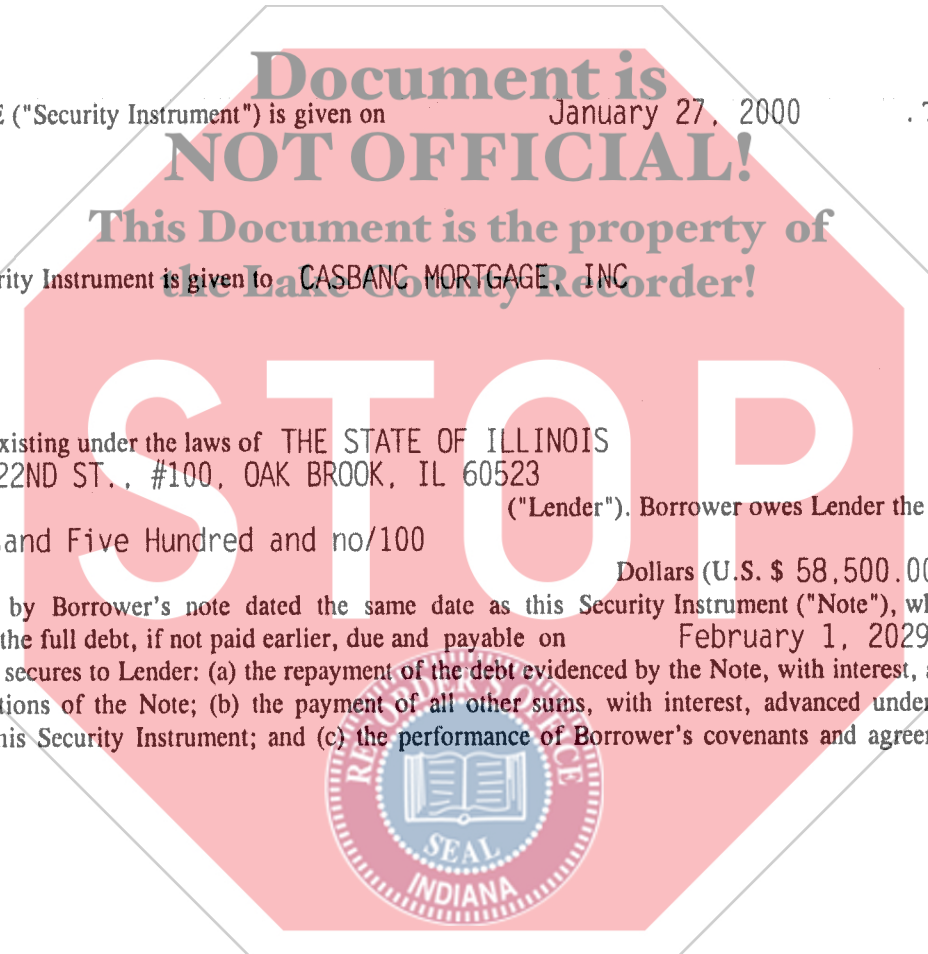 Document is
E ("Security Instrument") is given on January 27, 2000 .
NOT OFFICIAL!
This Document is the property of
the Lake County Recorder!
rity Instrument is given to CASBANC MORTGAGE, INC
STOP
xisting under the laws of THE STATE OF ILLINOIS
22ND ST., #100, OAK BROOK, IL 60523
("Lender"). Borrower owes Lender the
sand Five Hundred and no/100
Dollars (U.S. $ 58,500.00
by Borrower's note dated the same date as this Security Instrument ("Note"), wh
the full debt, if not paid earlier, due and payable on February 1, 2029
secures to Lender: (a) the repayment of the debt evidenced by the Note, with interest, a
tions of the Note; (b) the payment of all other sums, with interest, advanced under
his Security Instrument; and (c) the performance of Borrower's covenants and agreem
RECORDER'S OFFICE
SEAL
INDIANA